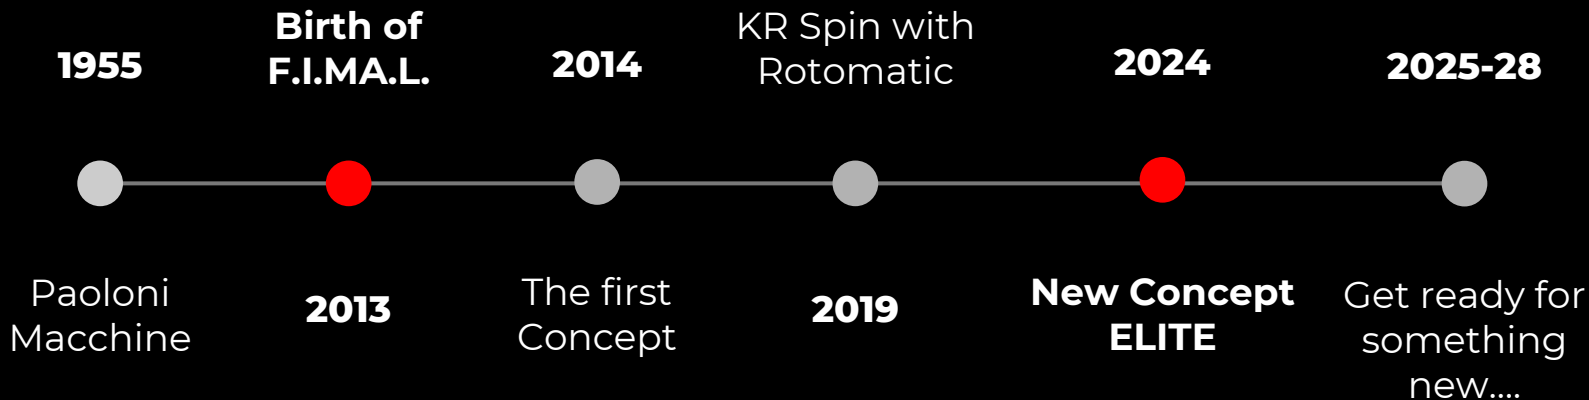 1955
Paoloni
Macchine
Birth of
F.I.MA.L.
2013
2014
The first
Concept
KR Spin with
Rotomatic
2019
2024
New Concept
ELITE
2025-28
Get ready for
something
new....